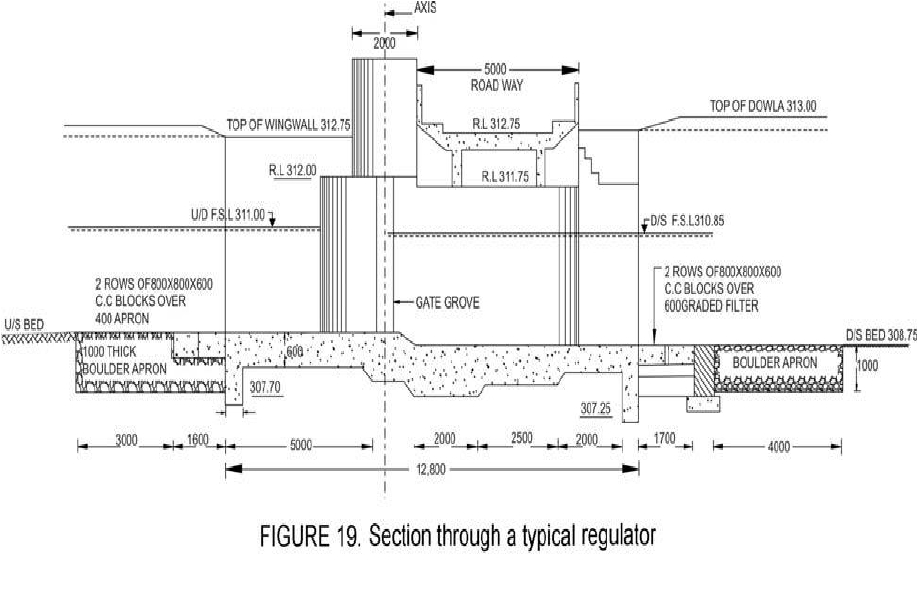 AXIS
2000
5000
ROAD WAY
TOP OF DOWLA 313.00
TOP OF WINGWALL 312.75
R.L 312.75
R.L 312.00
R.L 311.75
U/D F.S.L 311.00
D/S F.S.L310.85
2 ROWS OF800X800X600
C.C BLOCKS OVER
400 APRON
GATE GROVE
2 ROWS OF800X800X600
C.C BLOCKS OVER
600GRADED FILTER
U/S BED
D/S BED 308.75
1000 THICK
BOULDER APRON
600
BOULDER APRON
1000
307.70
307.25
3000
1600
5000
2000
2500
2000
1700
4000
12,800
FIGURE 19. Section through a typical regulator